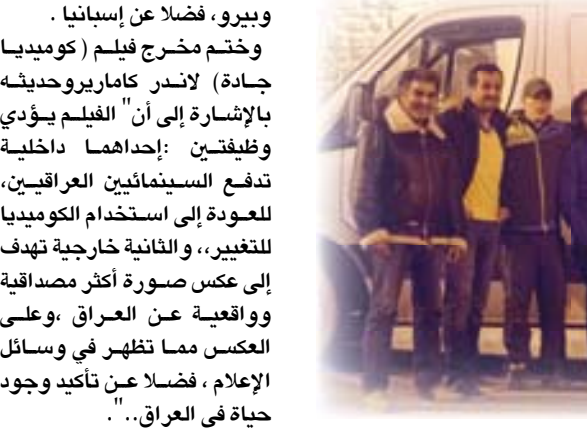 وبيرو، فضلا عن إسبانيا .
وختم مخرج فيلم ( كوميديا
جادة) لاندر كاماريروحديثه
بالإشارة إلى أن" الفيلم يؤدي
وظيفتين :إحداهما داخلية
تدفع السينمائيين العراقيين،
للعودة إلى استخدام الكوميديا
للتغيير،، والثانية خارجية تهدف
إلى عكس صورة أكثر مصداقية
وواقعية عن العراق ،وعلى
العكس مما تظهر في وسائل
الإعلام ، فضلا عن تأكيد وجود
حياة في العراق..".